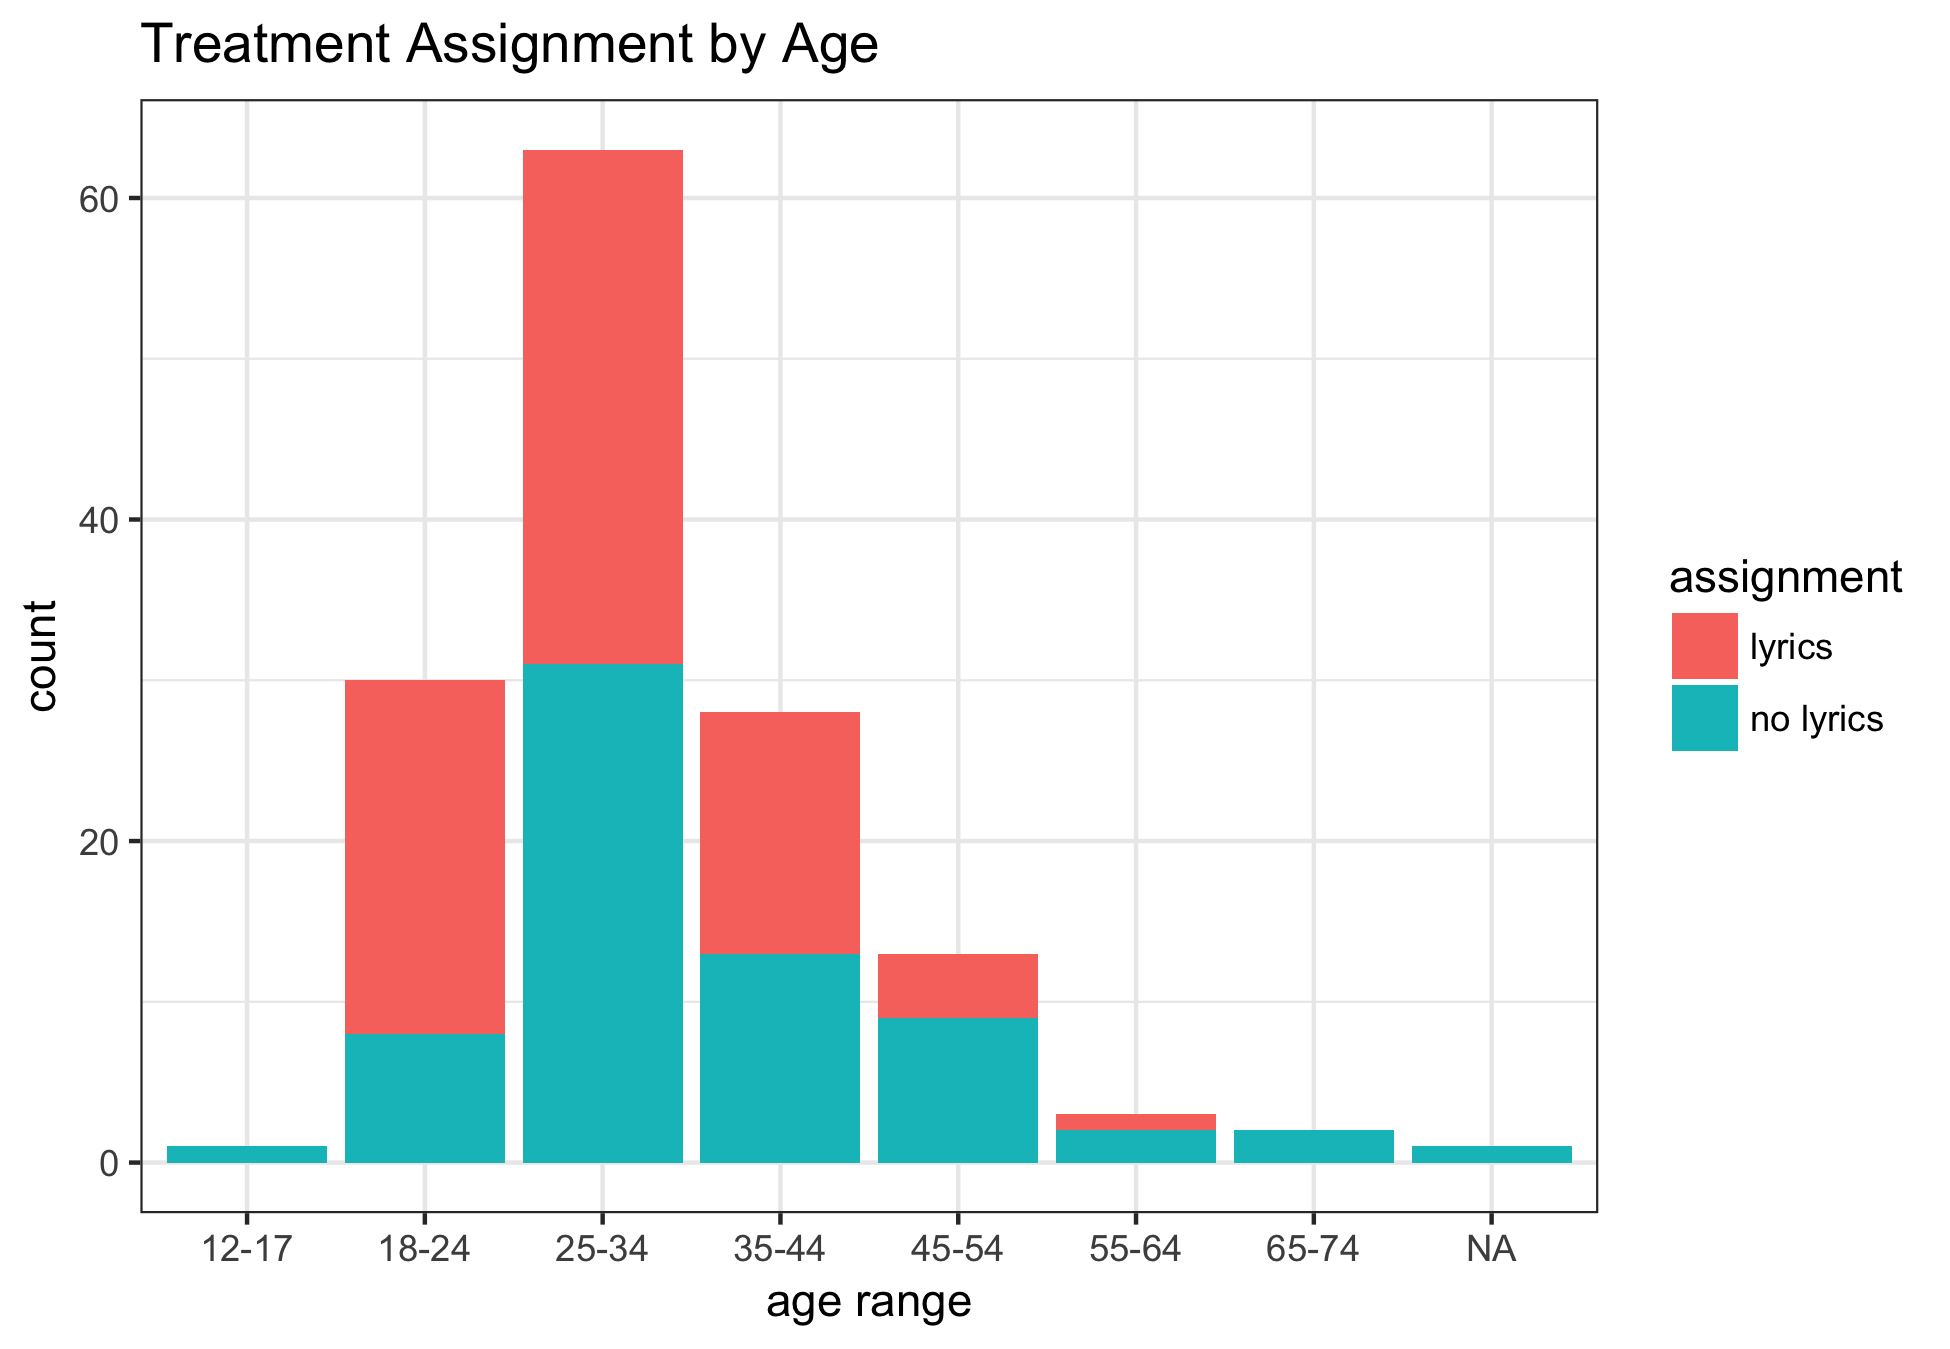 Treatment Assignment by Age
60
40
20
0
count
12-17 18-24 25-34 35-44 45-54 55-64 65-74 NA
age range
assignment
lyrics
no lyrics